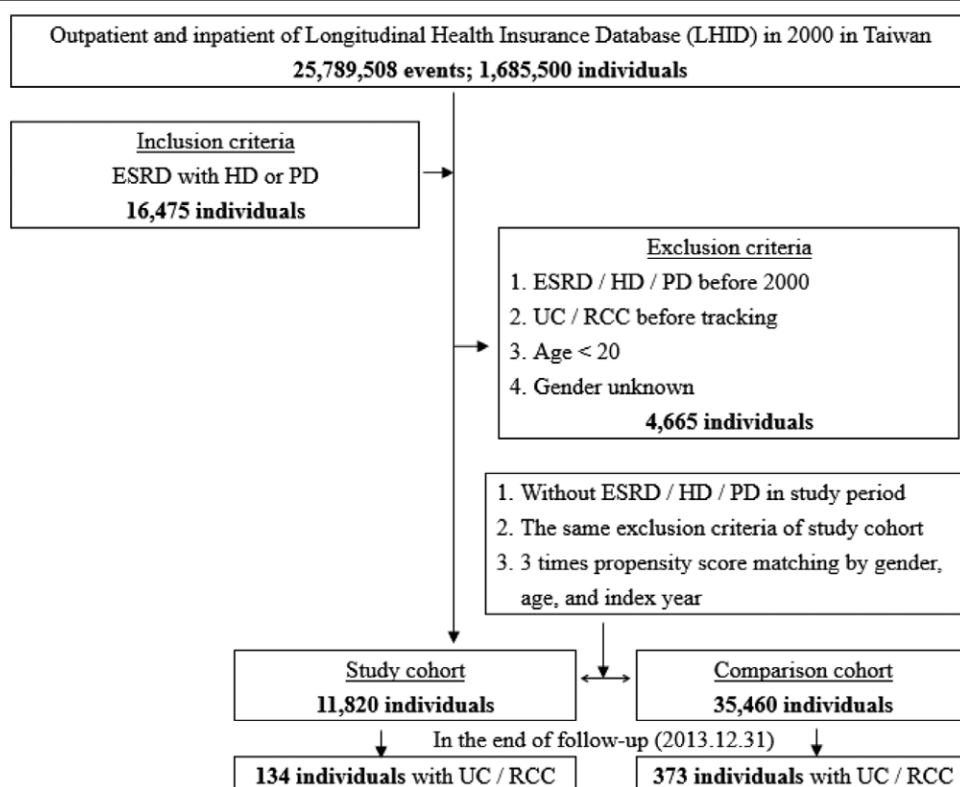 Outpatient and inpatient of Longitudinal Health Insurance Database (LHID) in 2000 in Taiwan
25,789,508 events; 1,685,500 individuals
Inclusion criteria
ESRD with HD or PD
16,475 individuals
Exclusion criteria
1. ESRD / HD / PD before 2000
2. UC / RCC before tracking
3. Age < 20
4. Gender unknown
4,665 individuals
1. Without ESRD / HD / PD in study period
2. The same exclusion criteria of study cohort
3. 3 times propensity score matching by gender,
age, and index year
Study cohort
11,820 individuals
Comparison cohort
35,460 individuals
In the end of follow-up (2013.12.31)
134 individuals with UC / RCC
373 individuals with UC / RCC